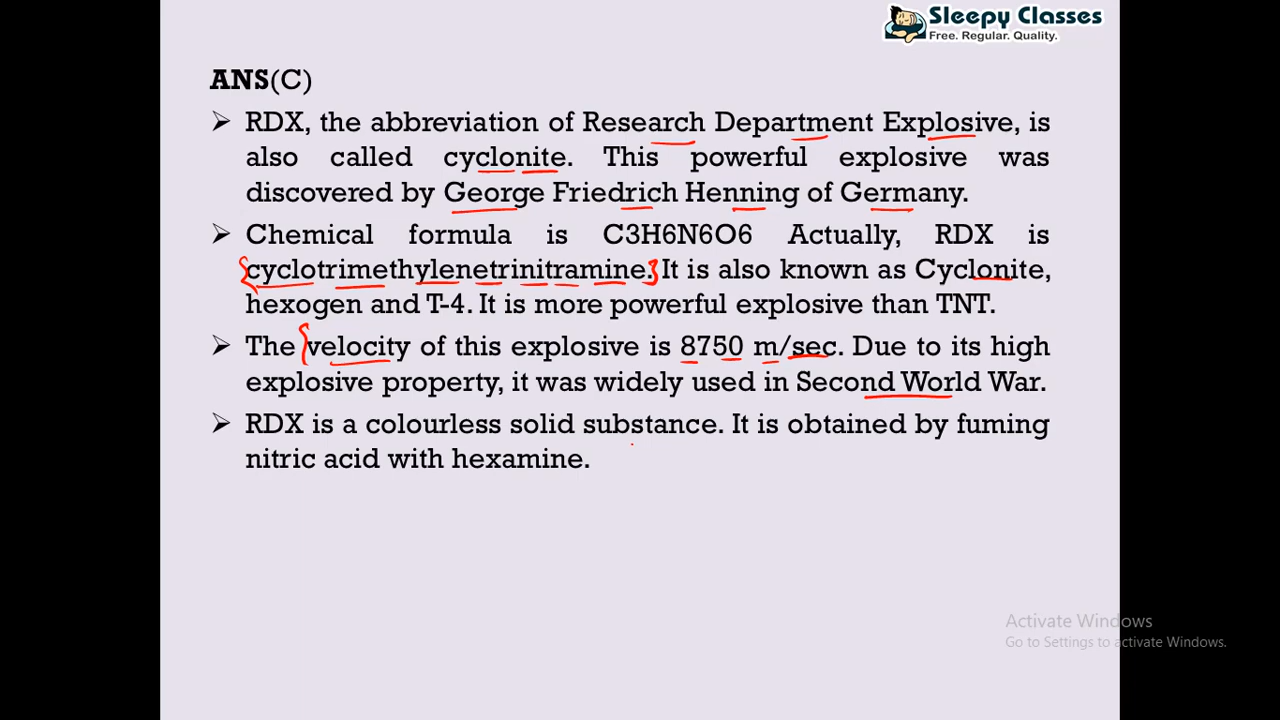 Sleepy Classes
Free. Regular. Quality.
ANS(C)
➢ RDX, the abbreviation of Research Department Explosive, is
also called cyclonite. This powerful explosive was
discovered by George Friedrich Henning of Germany.
➢ Chemical formula is C3H6N6O6 Actually, RDX is
cyclotrimethylenetrinitramine. It is also known as Cyclonite,
hexogen and T-4. It is more powerful explosive than TNT.
➢ The velocity of this explosive is 8750 m/sec. Due to its high
explosive property, it was widely used in Second World War.
➢ RDX is a colourless solid substance. It is obtained by fuming
nitric acid with hexamine.
Activate Windows
Go to Settings to activate Windows.